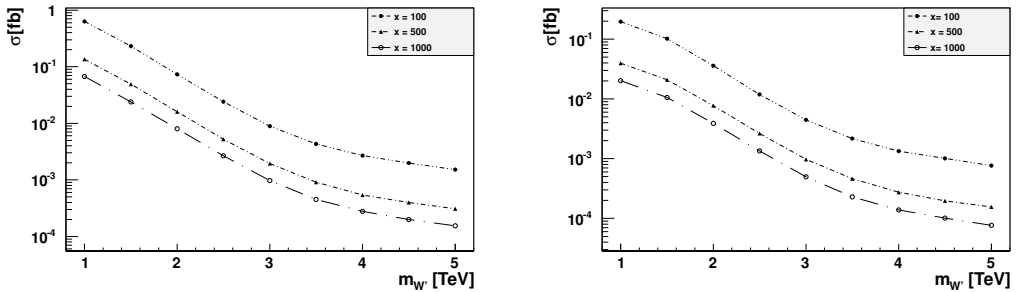 σ[fb]
1
10⁻¹
10⁻²
10⁻³
10⁻⁴
x = 100
x = 500
x = 1000
1 2 3 4 5
m_W' [TeV]
σ[fb]
1
10⁻¹
10⁻²
10⁻³
10⁻⁴
x = 100
x = 500
x = 1000
1 2 3 4 5
m_W' [TeV]